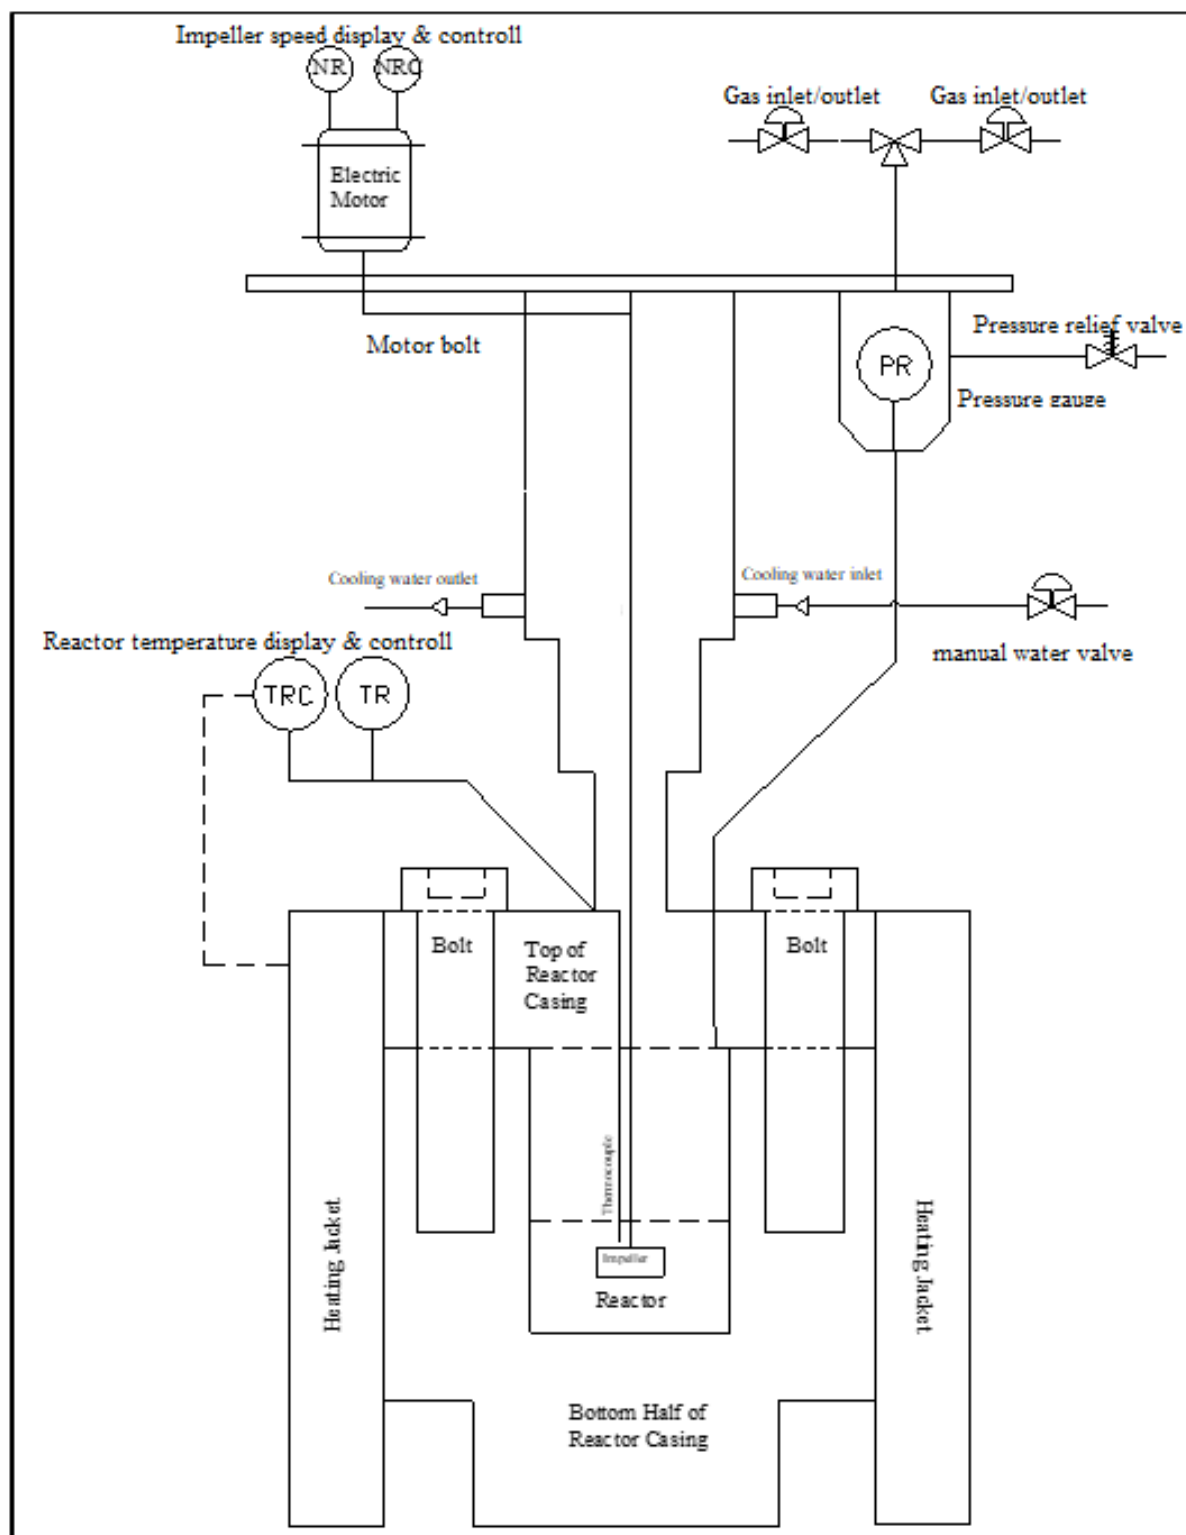 Impeller speed display & controll
NR
NRC
Electric
Motor
Gas inlet/outlet
Gas inlet/outlet
Motor bolt
Pressure relief valve
PR
Pressure gauge
Cooling water outlet
Cooling water inlet
Reactor temperature display & controll
manual water valve
TRC
TR
Bolt
Top of
Reactor
Casing
Bolt
Thermocouple
Heating Jacket
Heating Jacket
Impeller
Reactor
Bottom Half of
Reactor Casing